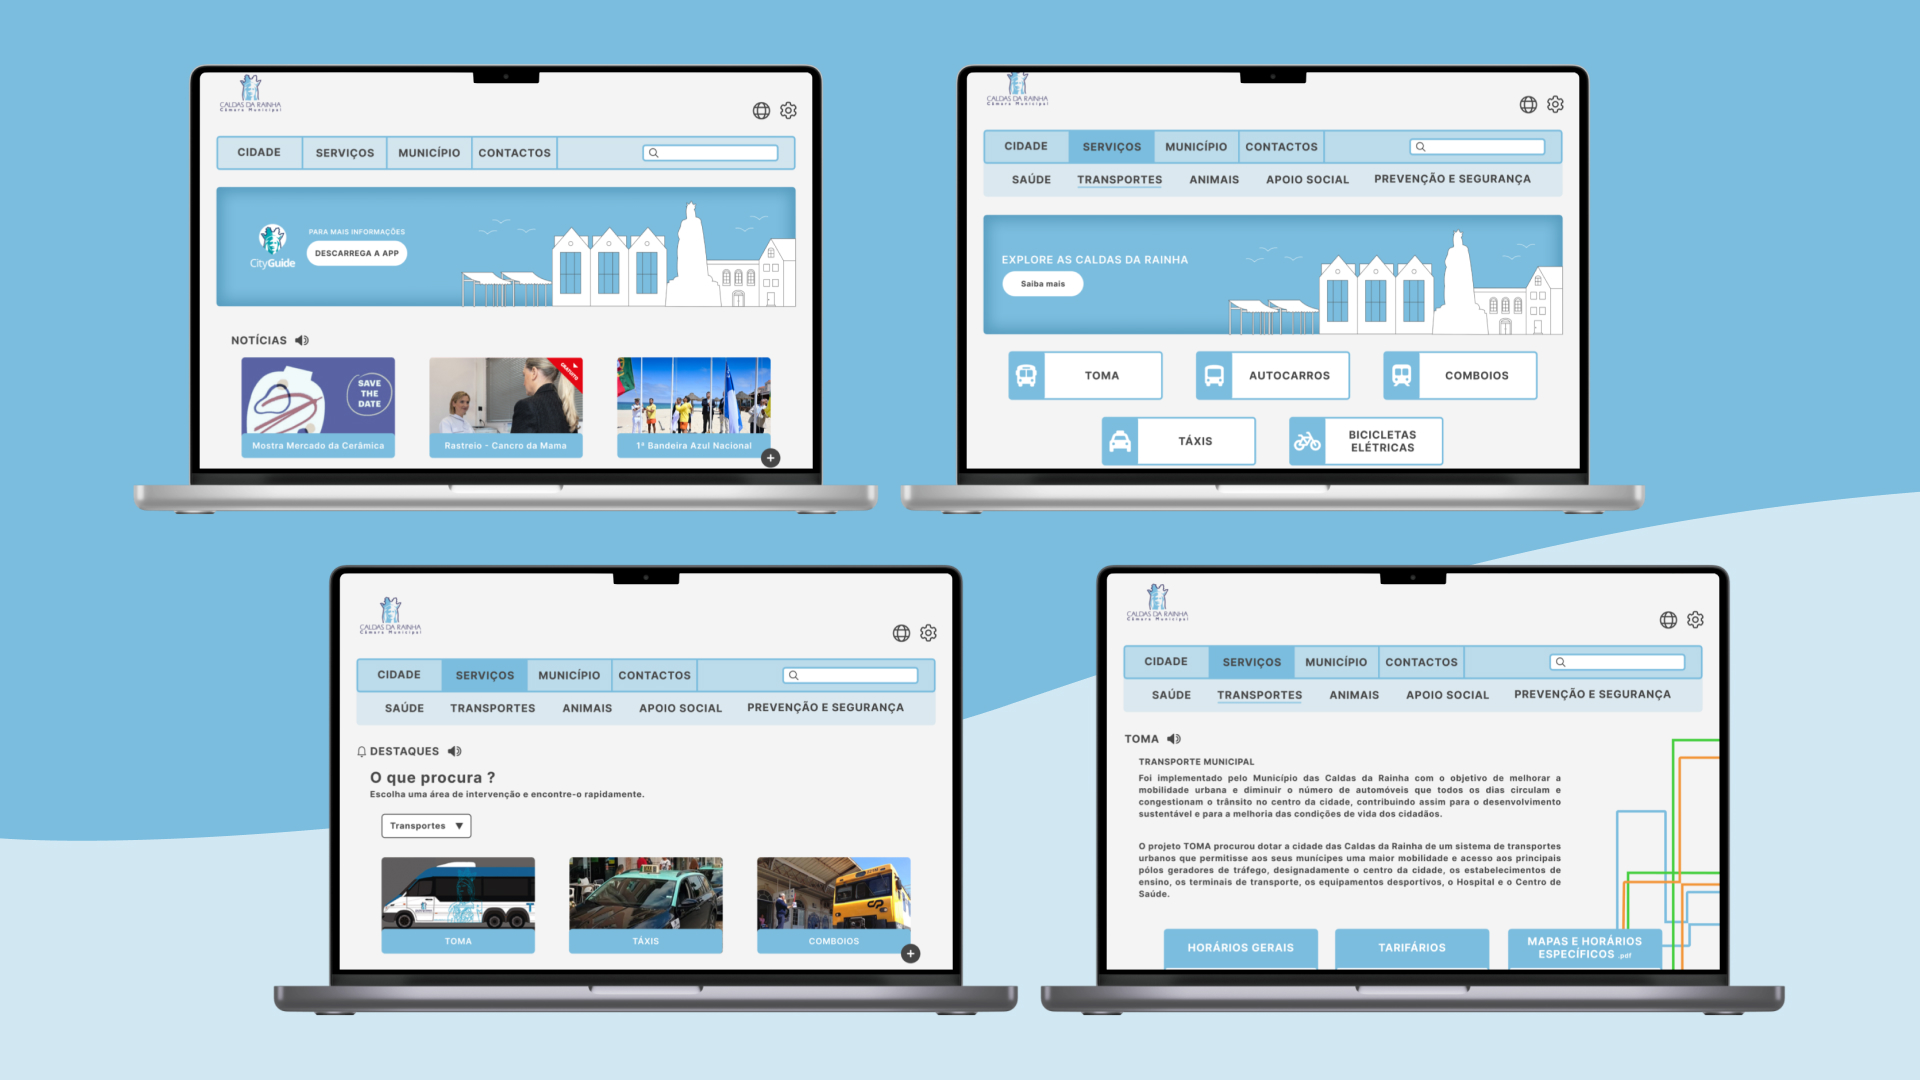 CALDAS DA RAINHA
Câmara Municipal
CIDADE
SERVIÇOS
MUNICÍPIO
CONTACTOS
CityGuide
PARA MAIS INFORMAÇÕES
DESCARREGA A APP
NOTÍCIAS
SAVE
THE
DATE
Mostra Mercado da Cerâmica
GRATUITO
Rastreio - Cancro da Mama
1ª Bandeira Azul Nacional
+
CALDAS DA RAINHA
Câmara Municipal
CIDADE
SERVIÇOS
MUNICÍPIO
CONTACTOS
SAÚDE
TRANSPORTES
ANIMAIS
APOIO SOCIAL
PREVENÇÃO E SEGURANÇA
EXPLORE AS CALDAS DA RAINHA
Saiba mais
TOMA
AUTOCARROS
COMBOIOS
TÁXIS
BICICLETAS
ELÉTRICAS
CALDAS DA RAINHA
Câmara Municipal
CIDADE
SERVIÇOS
MUNICÍPIO
CONTACTOS
SAÚDE
TRANSPORTES
ANIMAIS
APOIO SOCIAL
PREVENÇÃO E SEGURANÇA
DESTAQUES
O que procura ?
Escolha uma área de intervenção e encontre-o rapidamente.
Transportes
T
TOMA
TÁXIS
CP
COMBOIOS
+
CALDAS DA RAINHA
Câmara Municipal
CIDADE
SERVIÇOS
MUNICÍPIO
CONTACTOS
SAÚDE
TRANSPORTES
ANIMAIS
APOIO SOCIAL
PREVENÇÃO E SEGURANÇA
TOMA
TRANSPORTE MUNICIPAL
Foi implementado pelo Município das Caldas da Rainha com o objetivo de melhorar a
mobilidade urbana e diminuir o número de automóveis que todos os dias circulam e
congestionam o trânsito no centro da cidade, contribuindo assim para o desenvolvimento
sustentável e para a melhoria das condições de vida dos cidadãos.
O projeto TOMA procurou dotar a cidade das Caldas da Rainha de um sistema de transportes
urbanos que permitisse aos seus munícipes uma maior mobilidade e acesso aos principais
pólos geradores de tráfego, designadamente o centro da cidade, os estabelecimentos de
ensino, os terminais de transporte, os equipamentos desportivos, o Hospital e o Centro de
Saúde.
HORÁRIOS GERAIS
TARIFÁRIOS
MAPAS E HORÁRIOS
ESPECÍFICOS .pdf